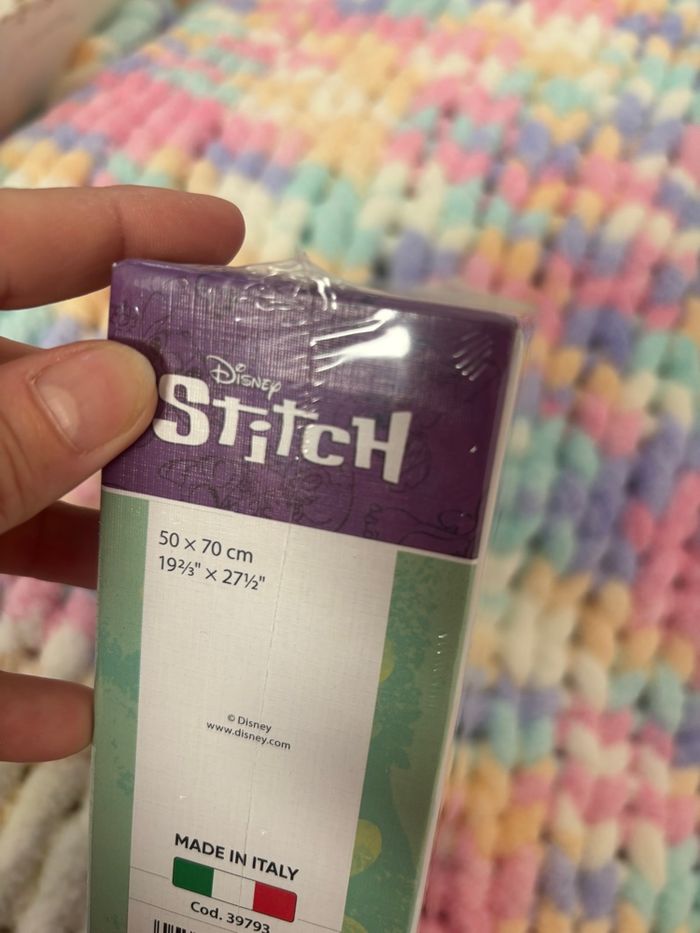 Disney
Stitch
50 × 70 cm
19⅔" × 27½"
© Disney
www.disney.com
MADE IN ITALY
Cod. 39793